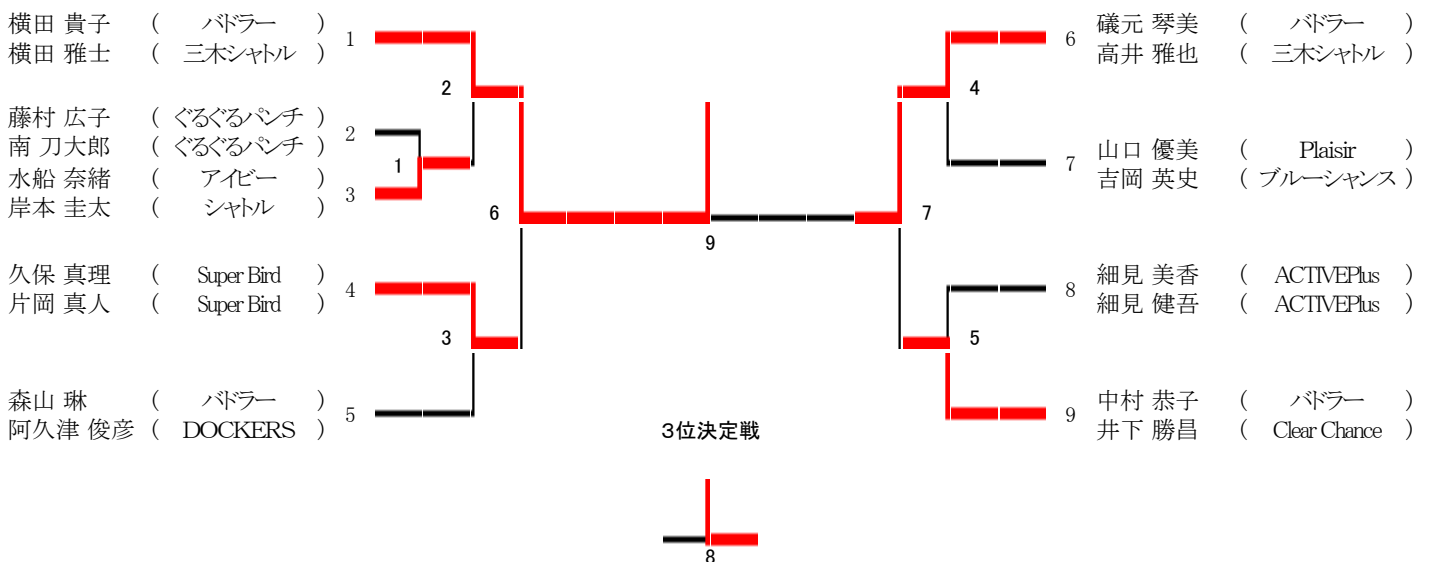 横田 貴子 ( バドラー ) 1
横田 雅士 ( 三木シャトル )
2
藤村 広子 ( ぐるぐるパンチ ) 2
南 刀大郎 ( ぐるぐるパンチ )
1
水船 奈緒 ( アイビー ) 3
岸本 圭太 ( シャトル )
6
久保 真理 ( Super Bird ) 4
片岡 真人 ( Super Bird )
3
森山 琳 ( バドラー ) 5
阿久津 俊彦 ( DOCKERS )
9
3位決定戦
8
6 礒元 琴美 ( バドラー )
高井 雅也 ( 三木シャトル )
4
7 山口 優美 ( Plaisir )
吉岡 英史 ( ブルーシャンス )
7
8 細見 美香 ( ACTIVEPlus )
細見 健吾 ( ACTIVEPlus )
5
9 中村 恭子 ( バドラー )
井下 勝昌 ( Clear Chance )